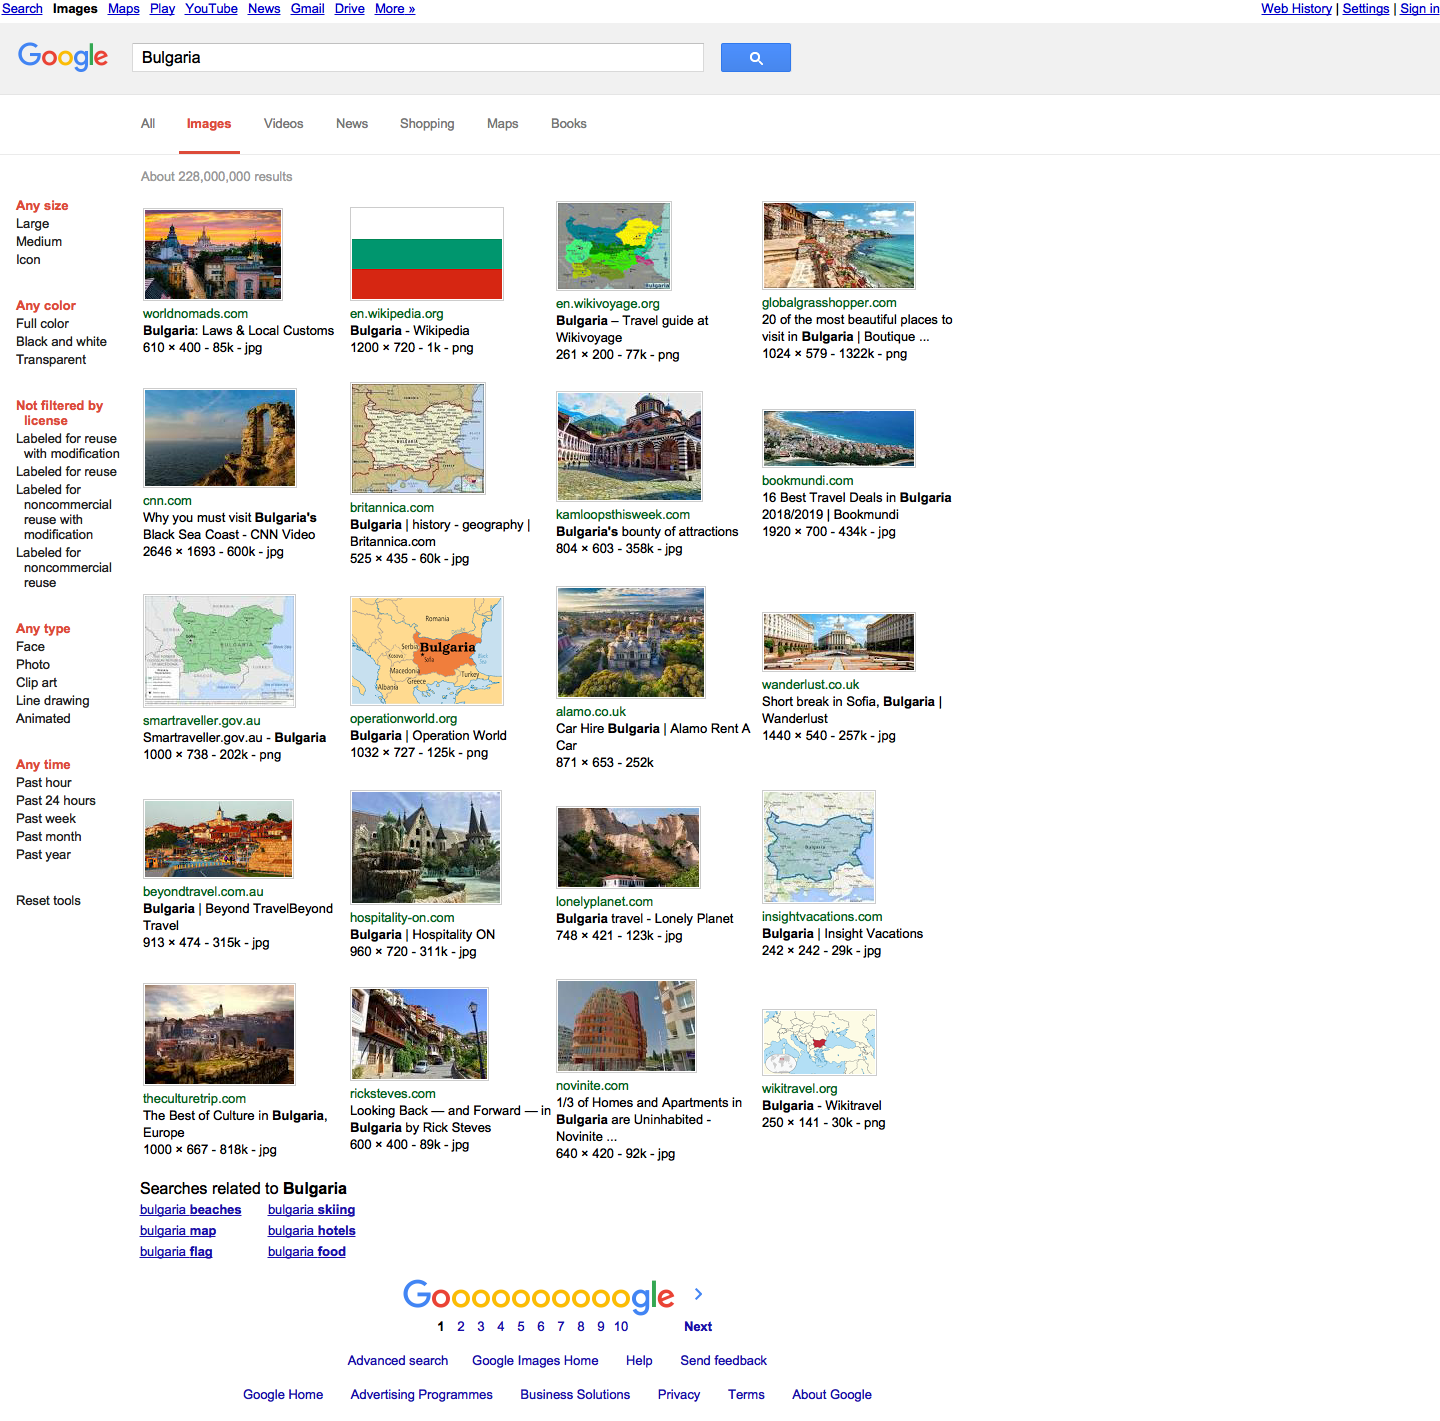 Search Images Maps Play YouTube News Gmail Drive More »
Web History | Settings | Sign in
Google
Bulgaria
All Images Videos News Shopping Maps Books
About 228,000,000 results
Any size
Large
Medium
Icon
Any color
Full color
Black and white
Transparent
Not filtered by
license
Labeled for reuse
with modification
Labeled for reuse
Labeled for
noncommercial
reuse with
modification
Labeled for
noncommercial
reuse
Any type
Face
Photo
Clip art
Line drawing
Animated
Any time
Past hour
Past 24 hours
Past week
Past month
Past year
Reset tools
worldnomads.com
Bulgaria: Laws & Local Customs
610 × 400 - 85k - jpg
en.wikipedia.org
Bulgaria - Wikipedia
1200 × 720 - 1k - png
Bulgaria
en.wikivoyage.org
Bulgaria – Travel guide at
Wikivoyage
261 × 200 - 77k - png
globalgrasshopper.com
20 of the most beautiful places to
visit in Bulgaria | Boutique ...
1024 × 579 - 1322k - png
cnn.com
Why you must visit Bulgaria's
Black Sea Coast - CNN Video
2646 × 1693 - 600k - jpg
BULGARIA
britannica.com
Bulgaria | history - geography |
Britannica.com
525 × 435 - 60k - jpg
kamloopsthisweek.com
Bulgaria's bounty of attractions
804 × 603 - 358k - jpg
bookmundi.com
16 Best Travel Deals in Bulgaria
2018/2019 | Bookmundi
1920 × 700 - 434k - jpg
BULGARIA
smartraveller.gov.au
Smartraveller.gov.au - Bulgaria
1000 × 738 - 202k - png
Romania
Serbia
Bulgaria
Kosovo
Sofia
Black
Sea
Macedonia
Turkey
Greece
Albania
operationworld.org
Bulgaria | Operation World
1032 × 727 - 125k - png
alamo.co.uk
Car Hire Bulgaria | Alamo Rent A
Car
871 × 653 - 252k
wanderlust.co.uk
Short break in Sofia, Bulgaria |
Wanderlust
1440 × 540 - 257k - jpg
beyondtravel.com.au
Bulgaria | Beyond TravelBeyond
Travel
913 × 474 - 315k - jpg
hospitality-on.com
Bulgaria | Hospitality ON
960 × 720 - 311k - jpg
lonelyplanet.com
Bulgaria travel - Lonely Planet
748 × 421 - 123k - jpg
Bulgaria
insightvacations.com
Bulgaria | Insight Vacations
242 × 242 - 29k - jpg
theculturetrip.com
The Best of Culture in Bulgaria,
Europe
1000 × 667 - 818k - jpg
ricksteves.com
Looking Back — and Forward — in
Bulgaria by Rick Steves
600 × 400 - 89k - jpg
novinite.com
1/3 of Homes and Apartments in
Bulgaria are Uninhabited -
Novinite ...
640 × 420 - 92k - jpg
wikitravel.org
Bulgaria - Wikitravel
250 × 141 - 30k - png
Searches related to Bulgaria
bulgaria beaches bulgaria skiing
bulgaria map bulgaria hotels
bulgaria flag bulgaria food
Goooooooooogle >
1 2 3 4 5 6 7 8 9 10 Next
Advanced search Google Images Home Help Send feedback
Google Home Advertising Programmes Business Solutions Privacy Terms About Google